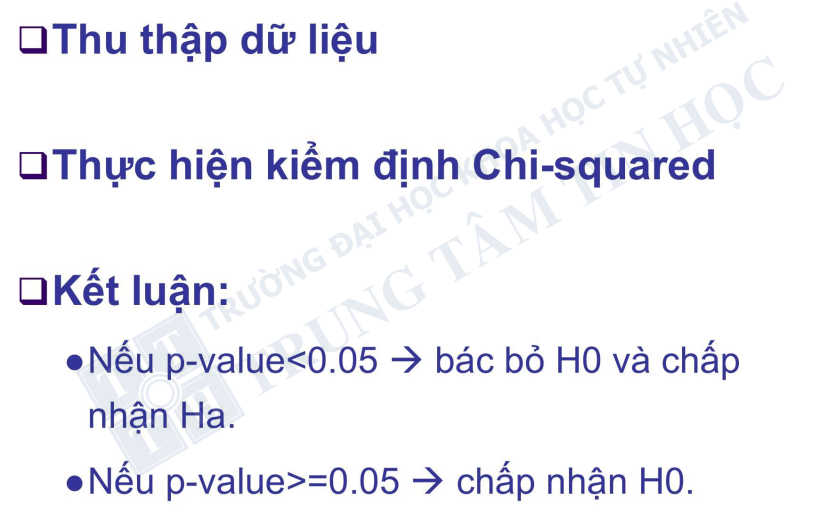 ❑Thu thập dữ liệu
❑Thực hiện kiểm định Chi-squared
❑Kết luận:
●Nếu p-value<0.05 → bác bỏ H0 và chấp
nhận Ha.
●Nếu p-value>=0.05 → chấp nhận H0.
TRƯỜNG ĐẠI HỌC KHOA HỌC TỰ NHIÊN
TRUNG TÂM TIN HỌC